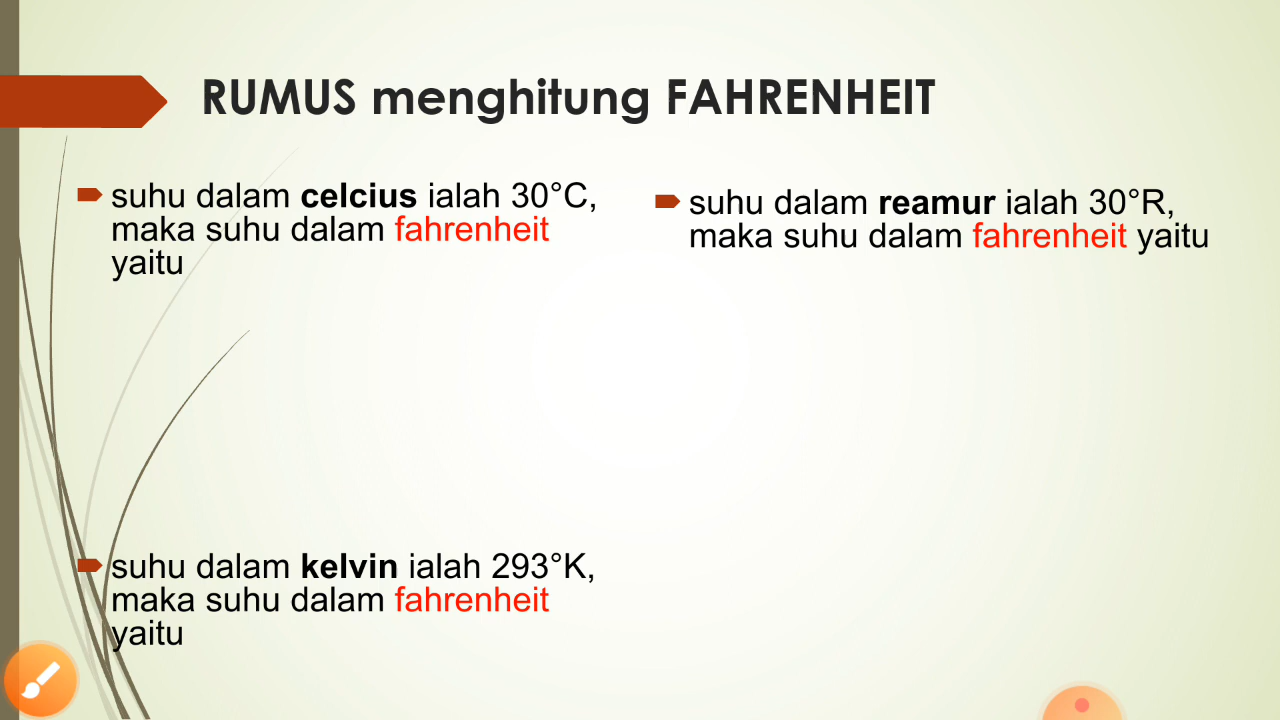 RUMUS menghitung FAHRENHEIT
suhu dalam celcius ialah 30°C,
maka suhu dalam fahrenheit
yaitu
suhu dalam reamur ialah 30°R,
maka suhu dalam fahrenheit yaitu
suhu dalam kelvin ialah 293°K,
maka suhu dalam fahrenheit
yaitu